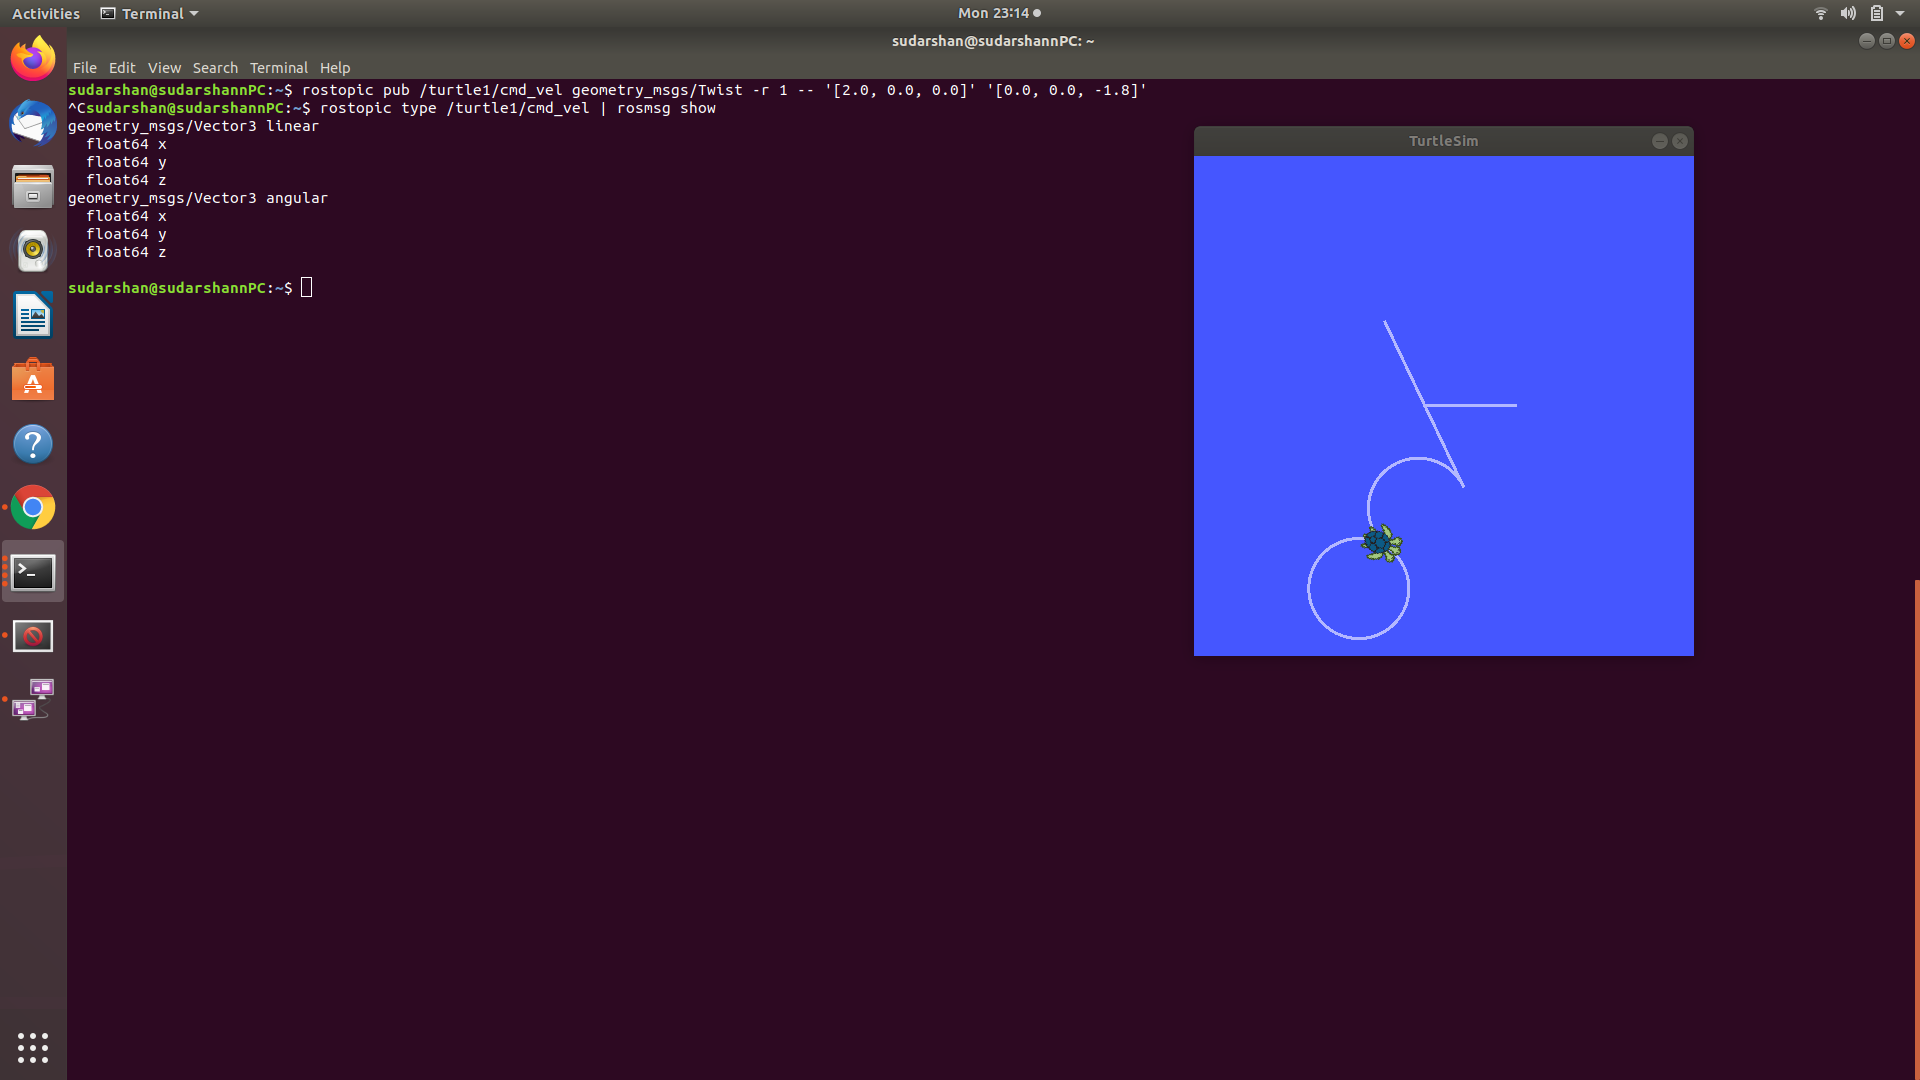 Activities Terminal Mon 23:14
sudarshan@sudarshannPC: ~
File Edit View Search Terminal Help
sudarshan@sudarshannPC:~$ rostopic pub /turtle1/cmd_vel geometry_msgs/Twist -r 1 -- '[2.0, 0.0, 0.0]' '[0.0, 0.0, -1.8]'
^Csudarshan@sudarshannPC:~$ rostopic type /turtle1/cmd_vel | rosmsg show
geometry_msgs/Vector3 linear
  float64 x
  float64 y
  float64 z
geometry_msgs/Vector3 angular
  float64 x
  float64 y
  float64 z
sudarshan@sudarshannPC:~$
TurtleSim